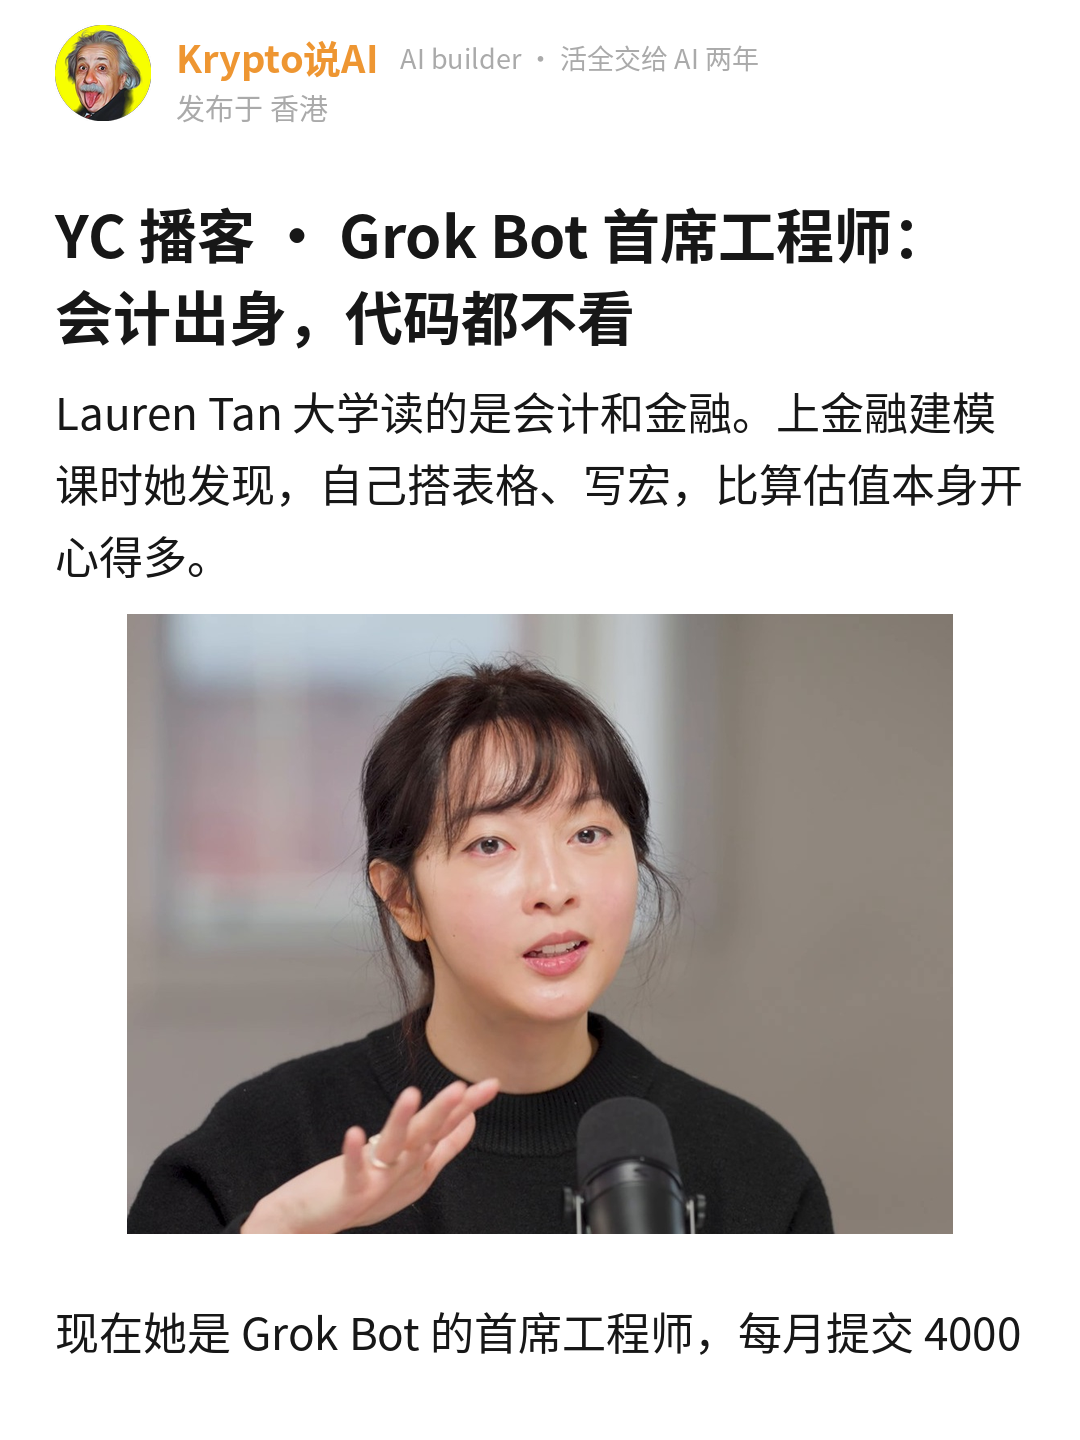 Krypto说AI AI builder · 活全交给 AI 两年
发布于 香港
YC 播客 · Grok Bot 首席工程师：
会计出身，代码都不看
Lauren Tan 大学读的是会计和金融。上金融建模
课时她发现，自己搭表格、写宏，比算估值本身开
心得多。
现在她是 Grok Bot 的首席工程师，每月提交 4000